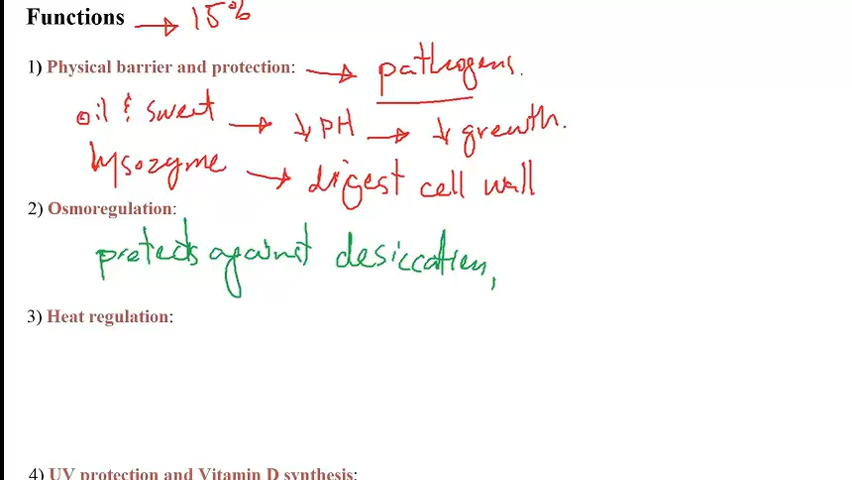 Functions → 15%
1) Physical barrier and protection: → pathogens.
oil & sweat → ↓ PH → ↓ growth.
lysozyme → digest cell wall
2) Osmoregulation:
protects against desiccation,
3) Heat regulation:
4) UV protection and Vitamin D synthesis: